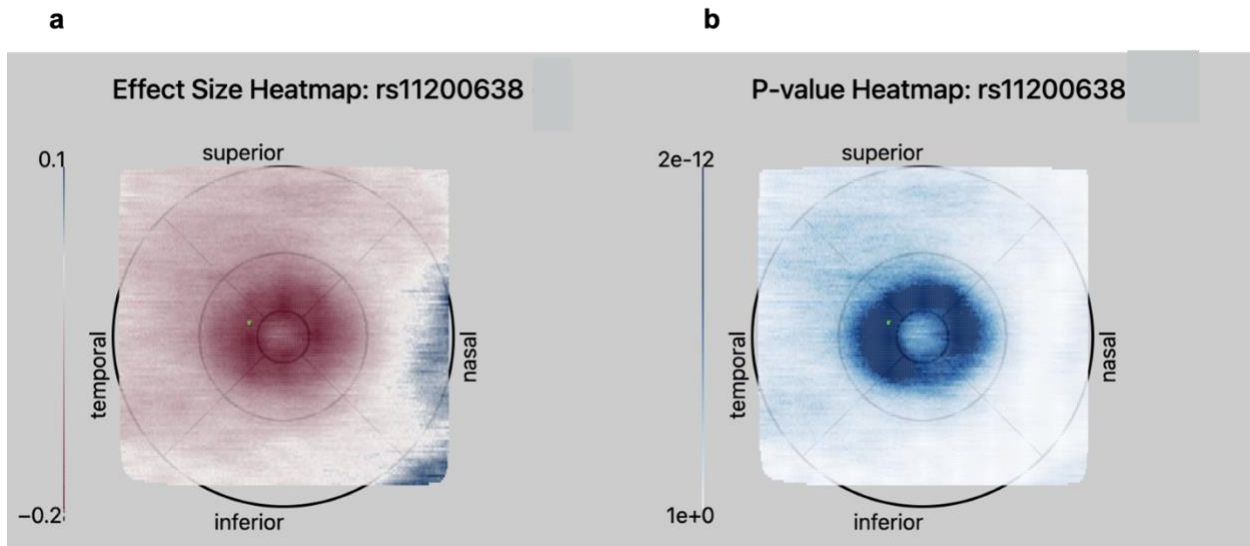 a
b
Effect Size Heatmap: rs11200638
P-value Heatmap: rs11200638
0.1
superior
temporal
nasal
−0.2
inferior
2e-12
superior
temporal
nasal
1e+0
inferior